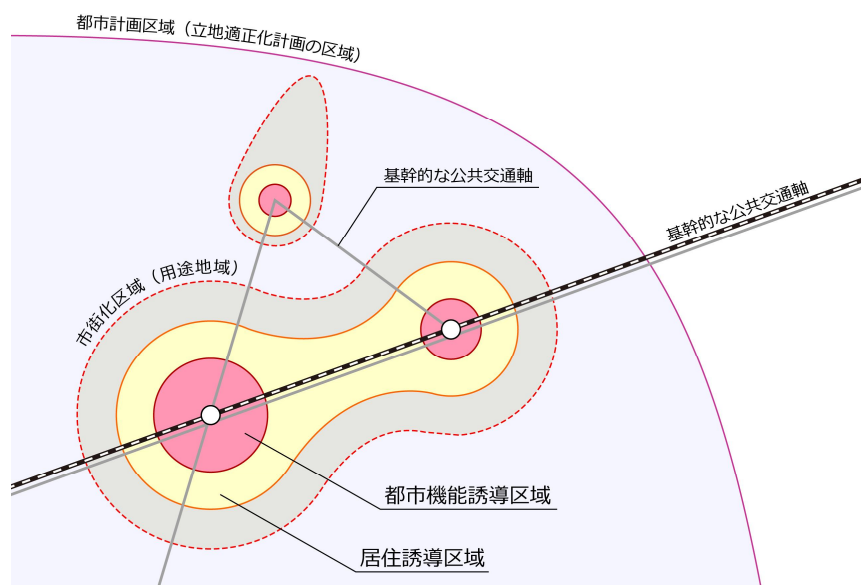 都市計画区域（立地適正化計画の区域）
基幹的な公共交通軸
基幹的な公共交通軸
市街化区域（用途地域）
都市機能誘導区域
居住誘導区域